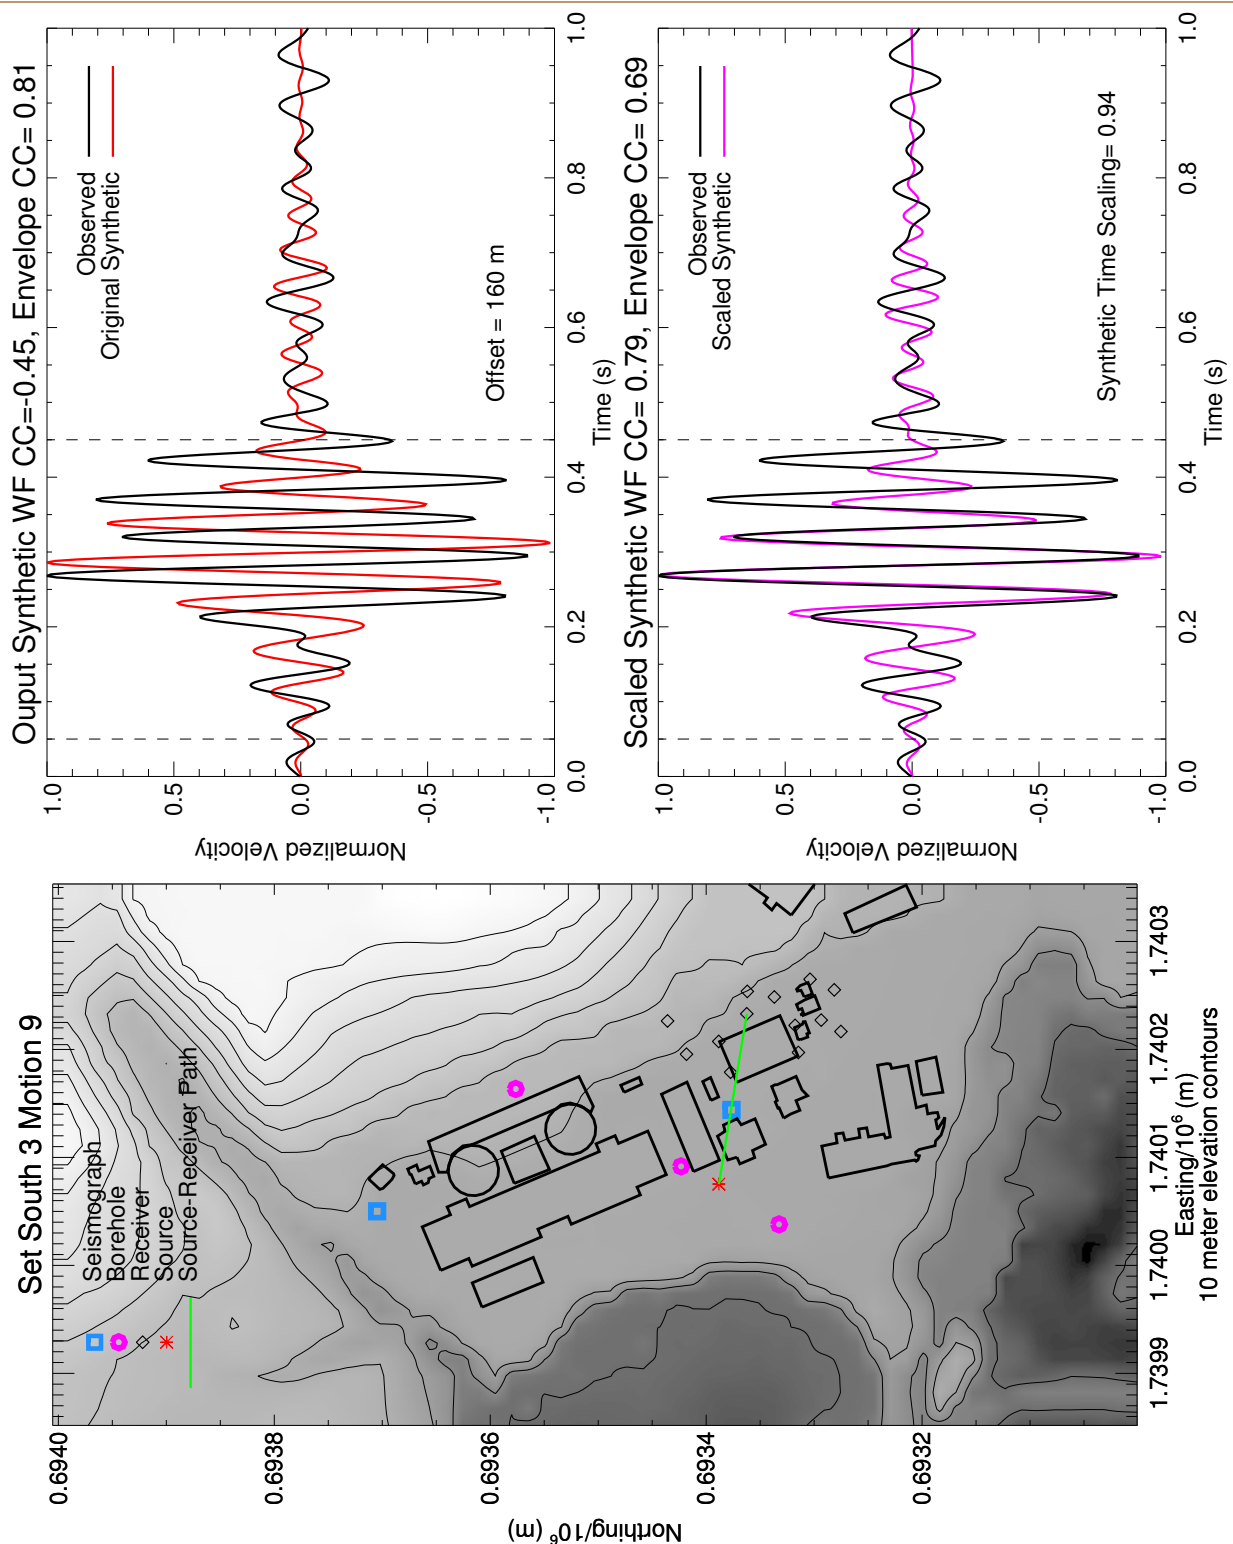 Set South 3 Motion 9
Seismograph
Borehole
Receiver
Source
Source-Receiver Path
0.6940
0.6938
0.6936
0.6934
0.6932
Northing/10⁶ (m)
1.7399
1.7400
1.7401
1.7402
1.7403
Easting/10⁶ (m)
10 meter elevation contours
Ouput Synthetic WF CC=-0.45, Envelope CC= 0.81
Observed
Original Synthetic
Offset = 160 m
1.0
0.5
0.0
-0.5
-1.0
Normalized Velocity
0.0
0.2
0.4
0.6
0.8
1.0
Time (s)
Scaled Synthetic WF CC= 0.79, Envelope CC= 0.69
Observed
Scaled Synthetic
Synthetic Time Scaling= 0.94
1.0
0.5
0.0
-0.5
-1.0
Normalized Velocity
0.0
0.2
0.4
0.6
0.8
1.0
Time (s)